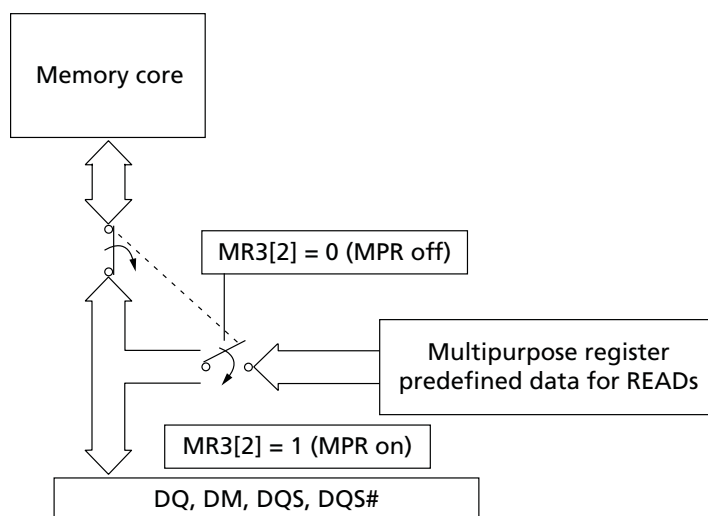 Memory core
MR3[2] = 0 (MPR off)
Multipurpose register
predefined data for READs
MR3[2] = 1 (MPR on)
DQ, DM, DQS, DQS#